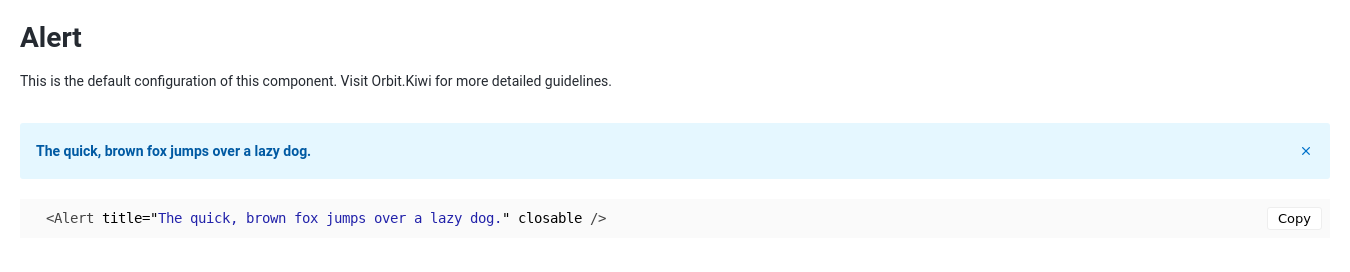 Alert
This is the default configuration of this component. Visit Orbit.Kiwi for more detailed guidelines.
The quick, brown fox jumps over a lazy dog. ×
<Alert title="The quick, brown fox jumps over a lazy dog." closable /> Copy